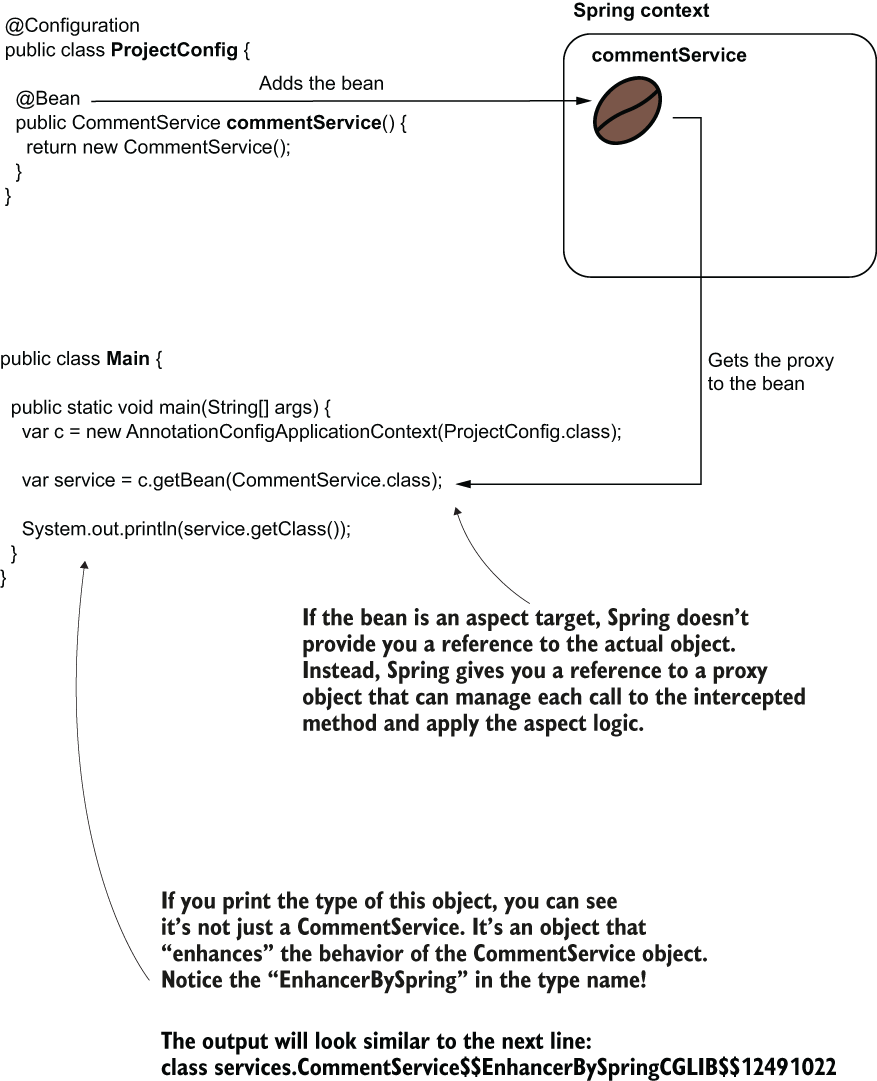 @Configuration
public class ProjectConfig {
@Bean
public CommentService commentService() {
return new CommentService();
}
}
Adds the bean
Spring context
commentService
Gets the proxy
to the bean
public class Main {
public static void main(String[] args) {
var c = new AnnotationConfigApplicationContext(ProjectConfig.class);
var service = c.getBean(CommentService.class);
System.out.println(service.getClass());
}
}
If the bean is an aspect target, Spring doesn’t
provide you a reference to the actual object.
Instead, Spring gives you a reference to a proxy
object that can manage each call to the intercepted
method and apply the aspect logic.
If you print the type of this object, you can see
it’s not just a CommentService. It’s an object that
“enhances” the behavior of the CommentService object.
Notice the “EnhancerBySpring” in the type name!
The output will look similar to the next line:
class services.CommentService$$EnhancerBySpringCGLIB$$12491022